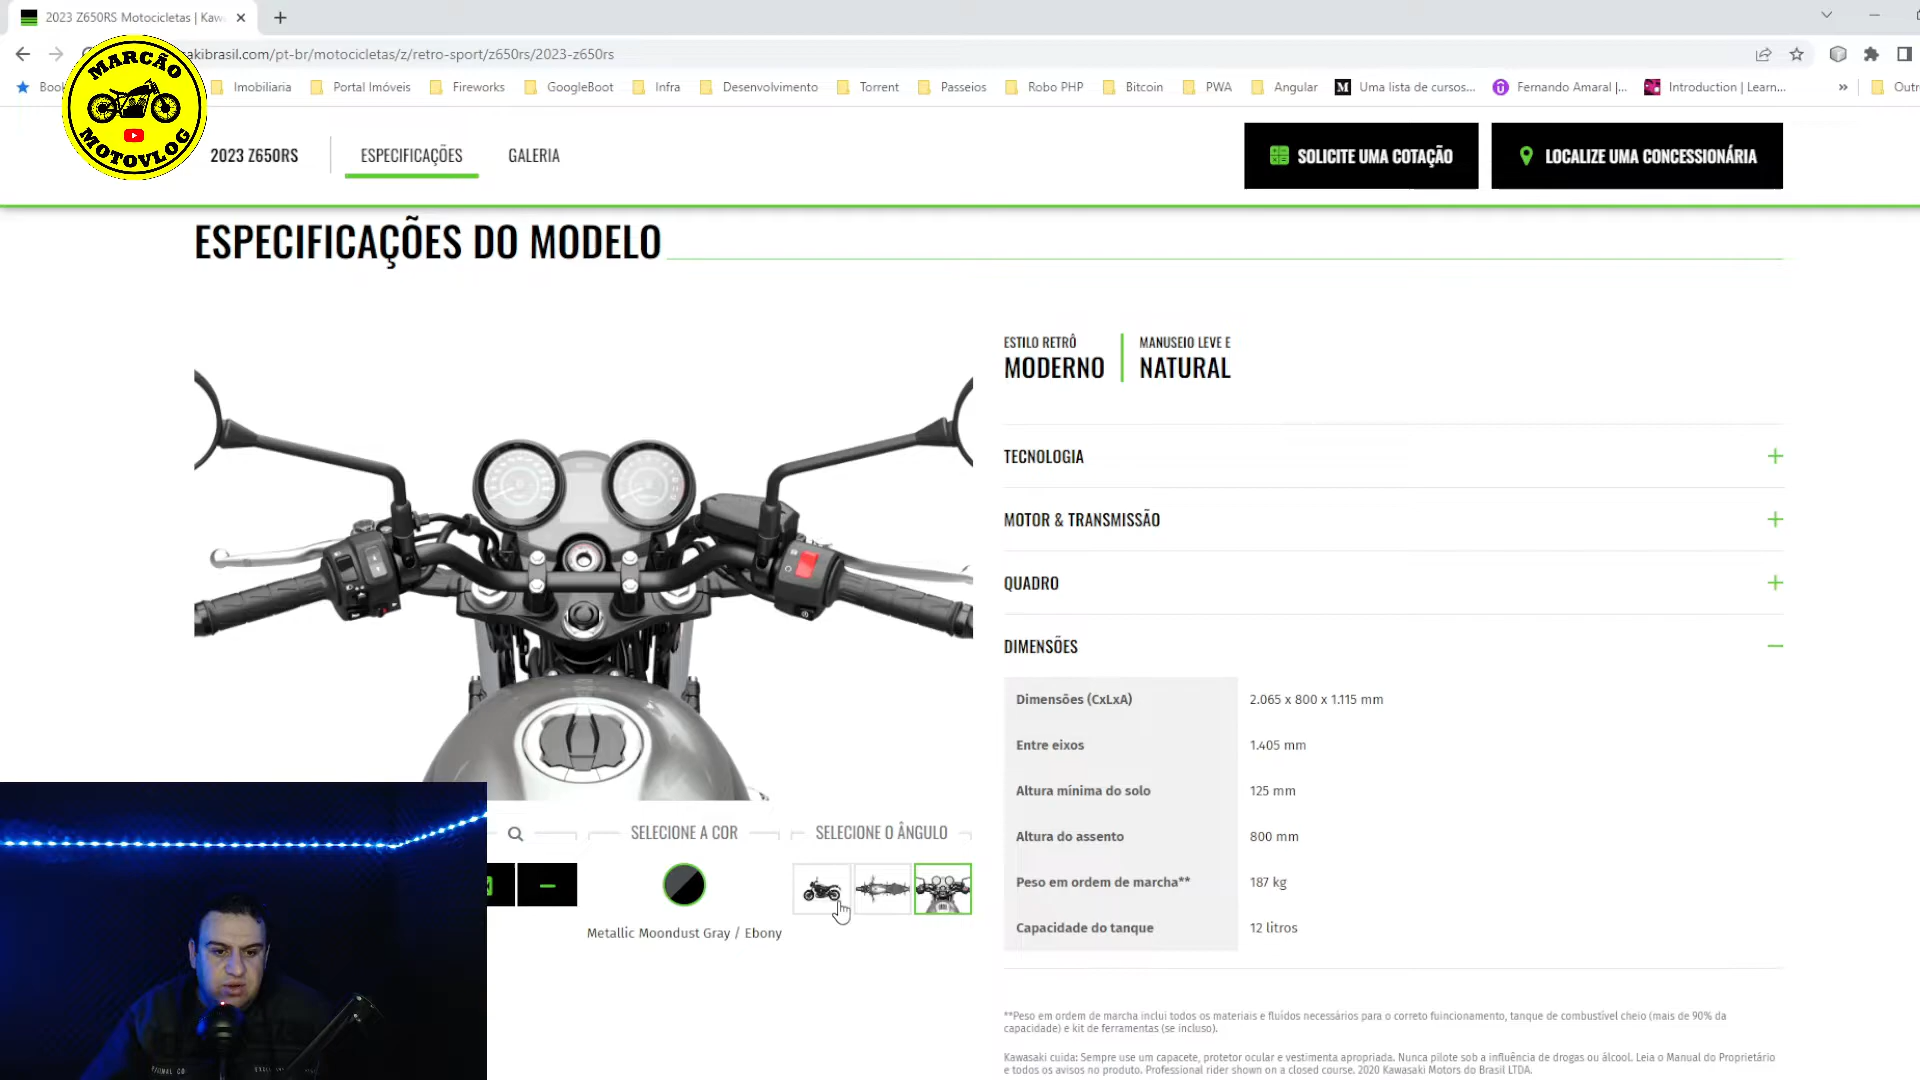 2023 Z650RS Motocicletas | Kaw
akibrasil.com/pt-br/motocicletas/z/retro-sport/z650rs/2023-z650rs
Imobiliaria
Portal Imóveis
Fireworks
GoogleBoot
Infra
Desenvolvimento
Torrent
Passeios
Robo PHP
Bitcoin
PWA
Angular
Uma lista de cursos...
Fernando Amaral |...
Introduction | Learn...
»
MARCÃO
MOTOVLOG
2023 Z650RS
ESPECIFICAÇÕES
GALERIA
SOLICITE UMA COTAÇÃO
LOCALIZE UMA CONCESSIONÁRIA
ESPECIFICAÇÕES DO MODELO
ESTILO RETRÔ
MODERNO
MANUSEIO LEVE E
NATURAL
TECNOLOGIA
MOTOR & TRANSMISSÃO
QUADRO
DIMENSÕES
Dimensões (CxLxA) 2.065 x 800 x 1.115 mm
Entre eixos 1.405 mm
Altura mínima do solo 125 mm
Altura do assento 800 mm
Peso em ordem de marcha** 187 kg
Capacidade do tanque 12 litros
SELECIONE A COR
SELECIONE O ÂNGULO
Metallic Moondust Gray / Ebony
**Peso em ordem de marcha inclui todos os materiais e fluídos necessários para o correto fuincionamento, tanque de combustível cheio (mais de 90% da
capacidade) e kit de ferramentas (se incluso).
Kawasaki cuida: Sempre use um capacete, protetor ocular e vestimenta apropriada. Nunca pilote sob a influência de drogas ou álcool. Leia o Manual do Proprietário
e todos os avisos no produto. Professional rider shown on a closed course. 2020 Kawasaki Motors do Brasil LTDA.